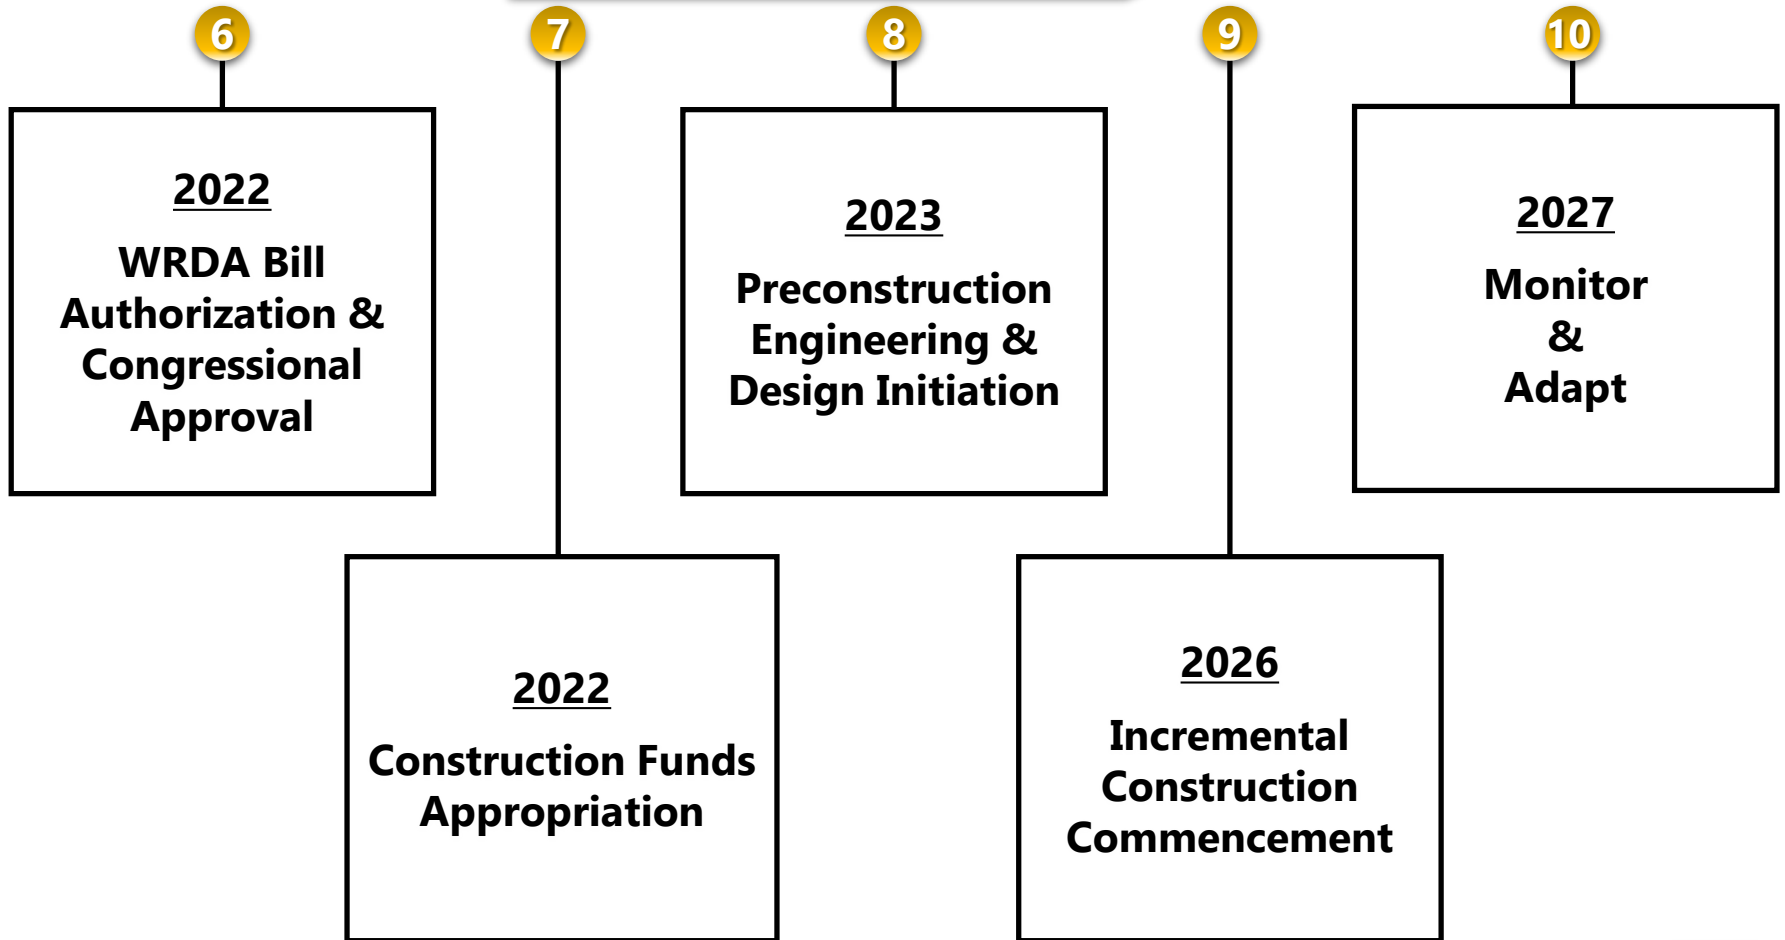 6
7
8
9
10
2022
WRDA Bill
Authorization &
Congressional
Approval
2022
Construction Funds
Appropriation
2023
Preconstruction
Engineering &
Design Initiation
2026
Incremental
Construction
Commencement
2027
Monitor
&
Adapt